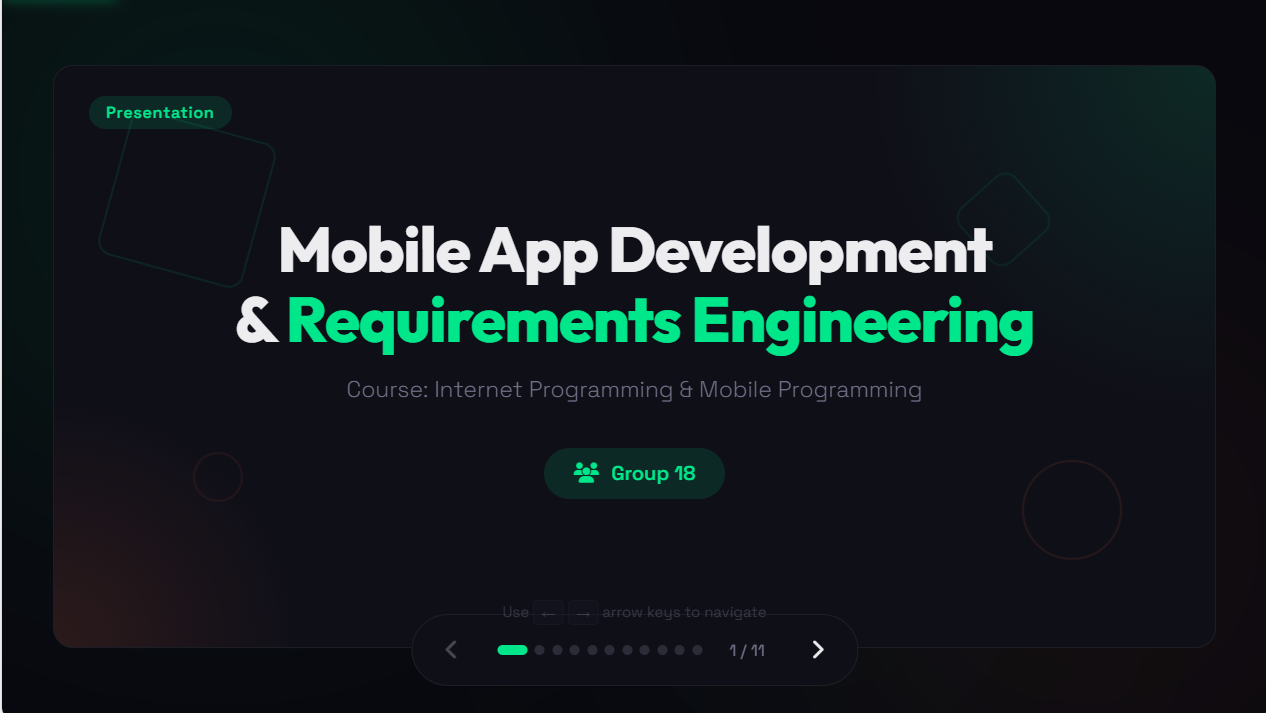 Presentation
Mobile App Development
& Requirements Engineering
Course: Internet Programming & Mobile Programming
Group 18
Use ← → arrow keys to navigate
1 / 11